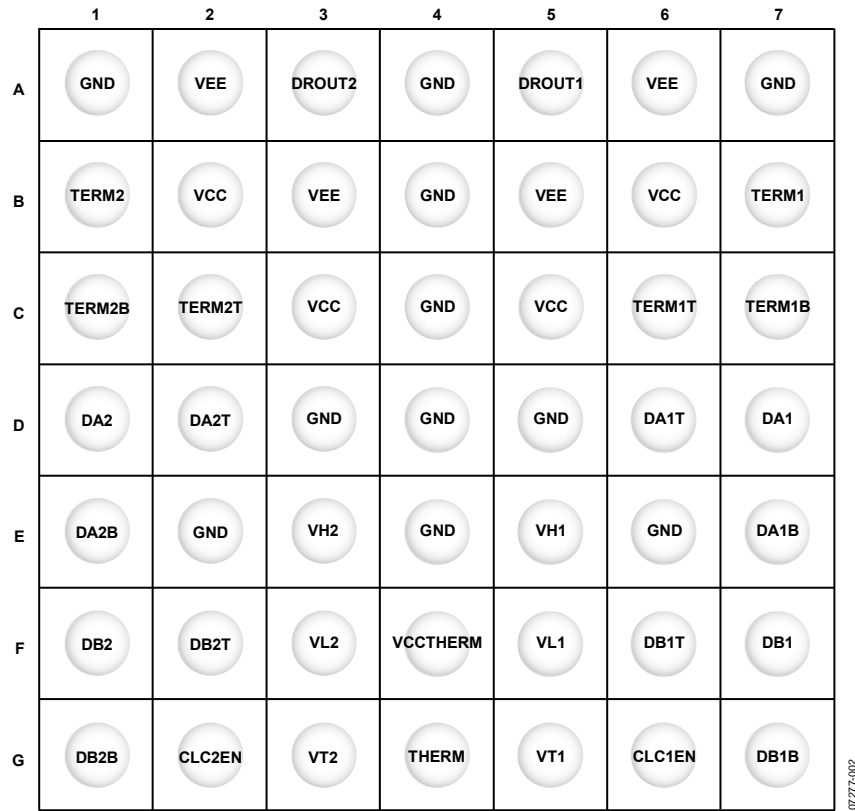 1 2 3 4 5 6 7
A GND VEE DROUT2 GND DROUT1 VEE GND
B TERM2 VCC VEE GND VEE VCC TERM1
C TERM2B TERM2T VCC GND VCC TERM1T TERM1B
D DA2 DA2T GND GND GND DA1T DA1
E DA2B GND VH2 GND VH1 GND DA1B
F DB2 DB2T VL2 VCCTHERM VL1 DB1T DB1
G DB2B CLC2EN VT2 THERM VT1 CLC1EN DB1B
07277-002